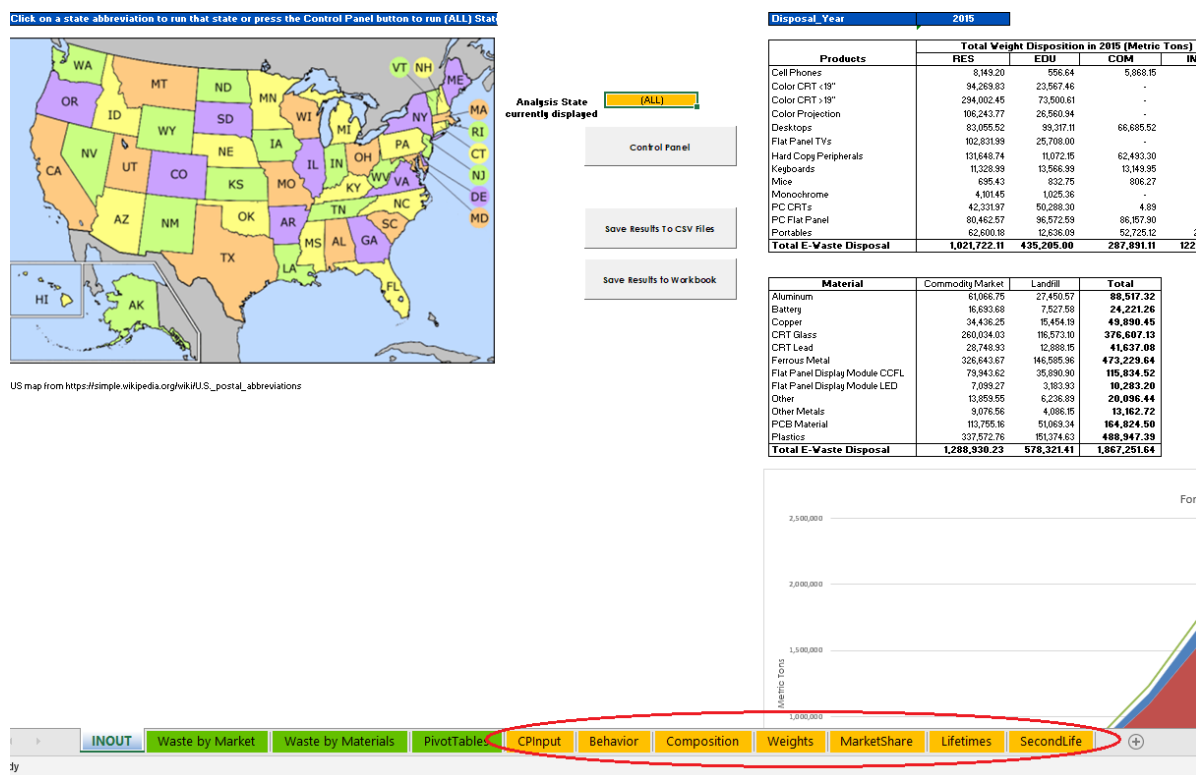 Click on a state abbreviation to run that state or press the Control Panel button to run (ALL) Stat
WA
MT
ND
MN
VT NH
ME
OR
ID
SD
WI
NY
MA
WY
MI
RI
NE
IA
PA
CT
NV
UT
IL IN OH
NJ
CA
CO
KS
MO
WV VA
DE
KY
MD
AZ
NM
OK
AR
TN
NC
SC
TX
MS AL GA
LA
FL
HI
AK
US map from https://simple.wikipedia.org/wiki/U.S._postal_abbreviations
Analysis State
currently displayed
(ALL)
Control Panel
Save Results To CSV Files
Save Results to Workbook
Disposal_Year 2015
Total Weight Disposition in 2015 (Metric Tons)
Products RES EDU COM IN
Cell Phones 8,149.20 556.64 5,868.15
Color CRT <19" 94,269.83 23,567.46 -
Color CRT >19" 294,002.45 73,500.61 -
Color Projection 106,243.77 26,560.94 -
Desktops 83,055.52 99,317.11 66,685.52
Flat Panel TVs 102,831.99 25,708.00 -
Hard Copy Peripherals 131,648.74 11,072.15 62,493.30
Keyboards 11,328.99 13,566.99 13,149.95
Mice 695.43 832.75 806.27
Monochrome 4,101.45 1,025.36 -
PC CRTs 42,331.97 50,288.30 4.89
PC Flat Panel 80,462.57 96,572.59 86,157.90
Portables 62,600.18 12,636.09 52,725.12 2
Total E-Waste Disposal 1,021,722.11 435,205.00 287,891.11 122
Material Commodity Market Landfill Total
Aluminum 61,066.75 27,450.57 88,517.32
Battery 16,693.68 7,527.58 24,221.26
Copper 34,436.25 15,454.19 49,890.45
CRT Glass 260,034.03 116,573.10 376,607.13
CRT Lead 28,748.93 12,888.15 41,637.08
Ferrous Metal 326,643.67 146,585.96 473,229.64
Flat Panel Display Module CCFL 79,943.62 35,890.90 115,834.52
Flat Panel Display Module LED 7,099.27 3,183.93 10,283.20
Other 13,859.55 6,236.89 20,096.44
Other Metals 9,076.56 4,086.15 13,162.72
PCB Material 113,755.16 51,069.34 164,824.50
Plastics 337,572.76 151,374.63 488,947.39
Total E-Waste Disposal 1,288,930.23 578,321.41 1,867,251.64
For
2,500,000
2,000,000
1,500,000
1,000,000
Metric Tons
INOUT Waste by Market Waste by Materials PivotTables CPInput Behavior Composition Weights MarketShare Lifetimes SecondLife
dy